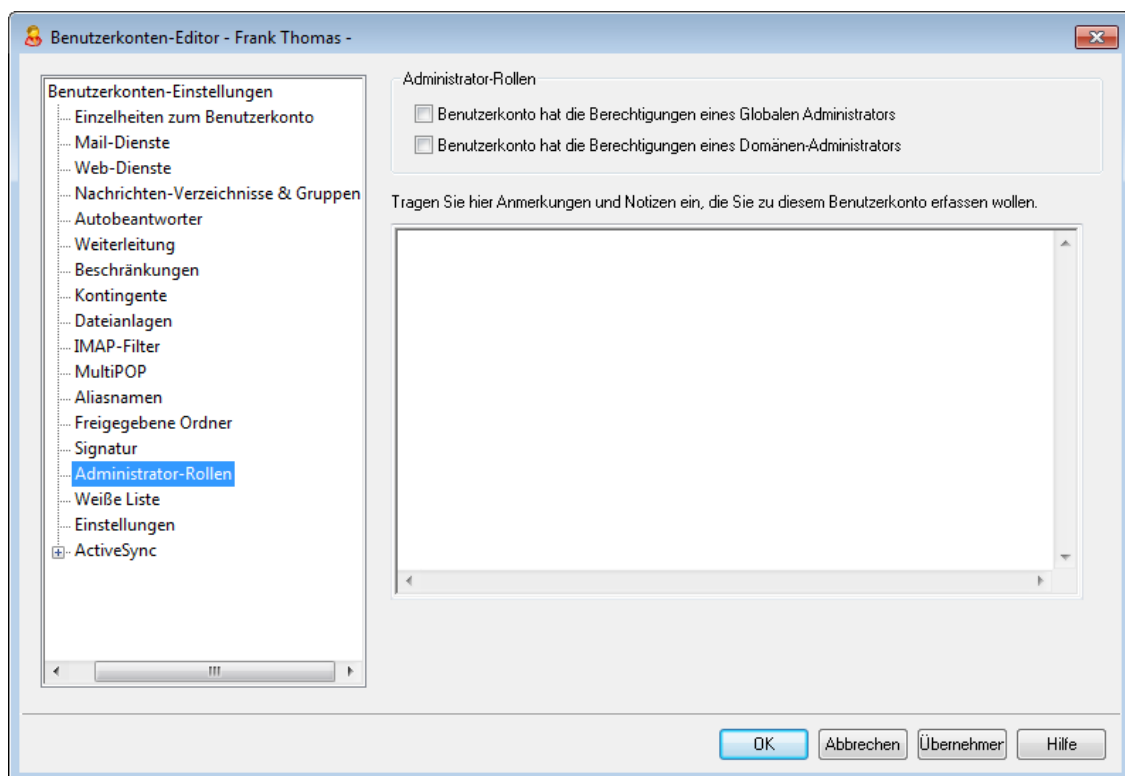 Benutzerkonten-Editor - Frank Thomas -
Benutzerkonten-Einstellungen
Einzelheiten zum Benutzerkonto
Mail-Dienste
Web-Dienste
Nachrichten-Verzeichnisse & Gruppen
Autobeantworter
Weiterleitung
Beschränkungen
Kontingente
Dateianlagen
IMAP-Filter
MultiPOP
Aliasnamen
Freigegebene Ordner
Signatur
Administrator-Rollen
Weiße Liste
Einstellungen
ActiveSync
Administrator-Rollen
Benutzerkonto hat die Berechtigungen eines Globalen Administrators
Benutzerkonto hat die Berechtigungen eines Domänen-Administrators
Tragen Sie hier Anmerkungen und Notizen ein, die Sie zu diesem Benutzerkonto erfassen wollen.
OK Abbrechen Übernehmer Hilfe